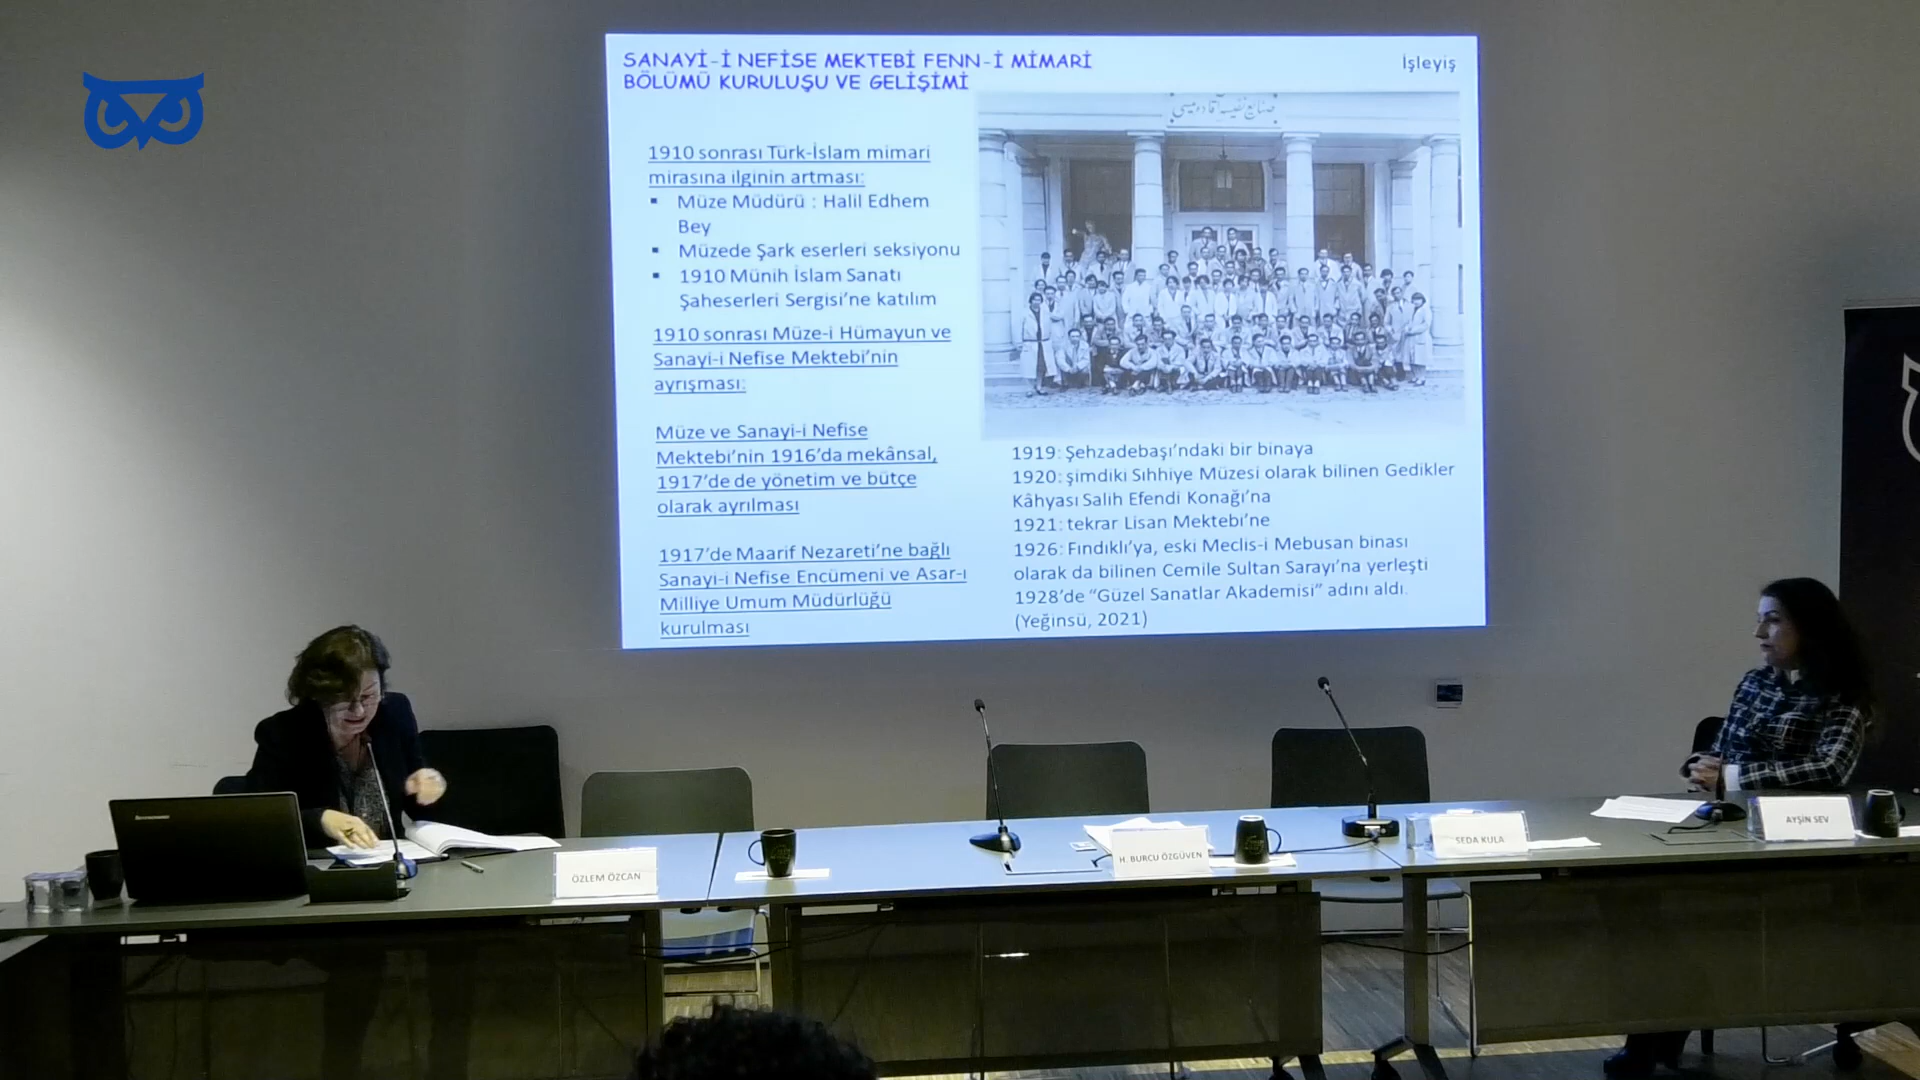 SANAYİ-İ NEFİSE MEKTEBİ FENN-İ MİMARİ
BÖLÜMÜ KURULUŞU VE GELİŞİMİ
İşleyiş
1910 sonrası Türk-İslam mimari
mirasına ilginin artması:
▪ Müze Müdürü : Halil Edhem
Bey
▪ Müzede Şark eserleri seksiyonu
▪ 1910 Münih İslam Sanatı
Şaheserleri Sergisi’ne katılım
1910 sonrası Müze-i Hümayun ve
Sanayi-i Nefise Mektebi’nin
ayrışması:
Müze ve Sanayi-i Nefise
Mektebi’nin 1916’da mekânsal,
1917’de de yönetim ve bütçe
olarak ayrılması
1917’de Maarif Nezareti’ne bağlı
Sanayi-i Nefise Encümeni ve Asar-ı
Milliye Umum Müdürlüğü
kurulması
صنايع نفيسه آقادميسى
1919: Şehzadebaşı’ndaki bir binaya
1920: şimdiki Sıhhiye Müzesi olarak bilinen Gedikler
Kâhyası Salih Efendi Konağı’na
1921: tekrar Lisan Mektebi’ne
1926: Fındıklı’ya, eski Meclis-i Mebusan binası
olarak da bilinen Cemile Sultan Sarayı’na yerleşti
1928’de “Güzel Sanatlar Akademisi” adını aldı.
(Yeğinsü, 2021)
lenovo
ÖZLEM ÖZCAN
H. BURCU ÖZGÜVEN
SEDA KULA
AYŞİN SEV